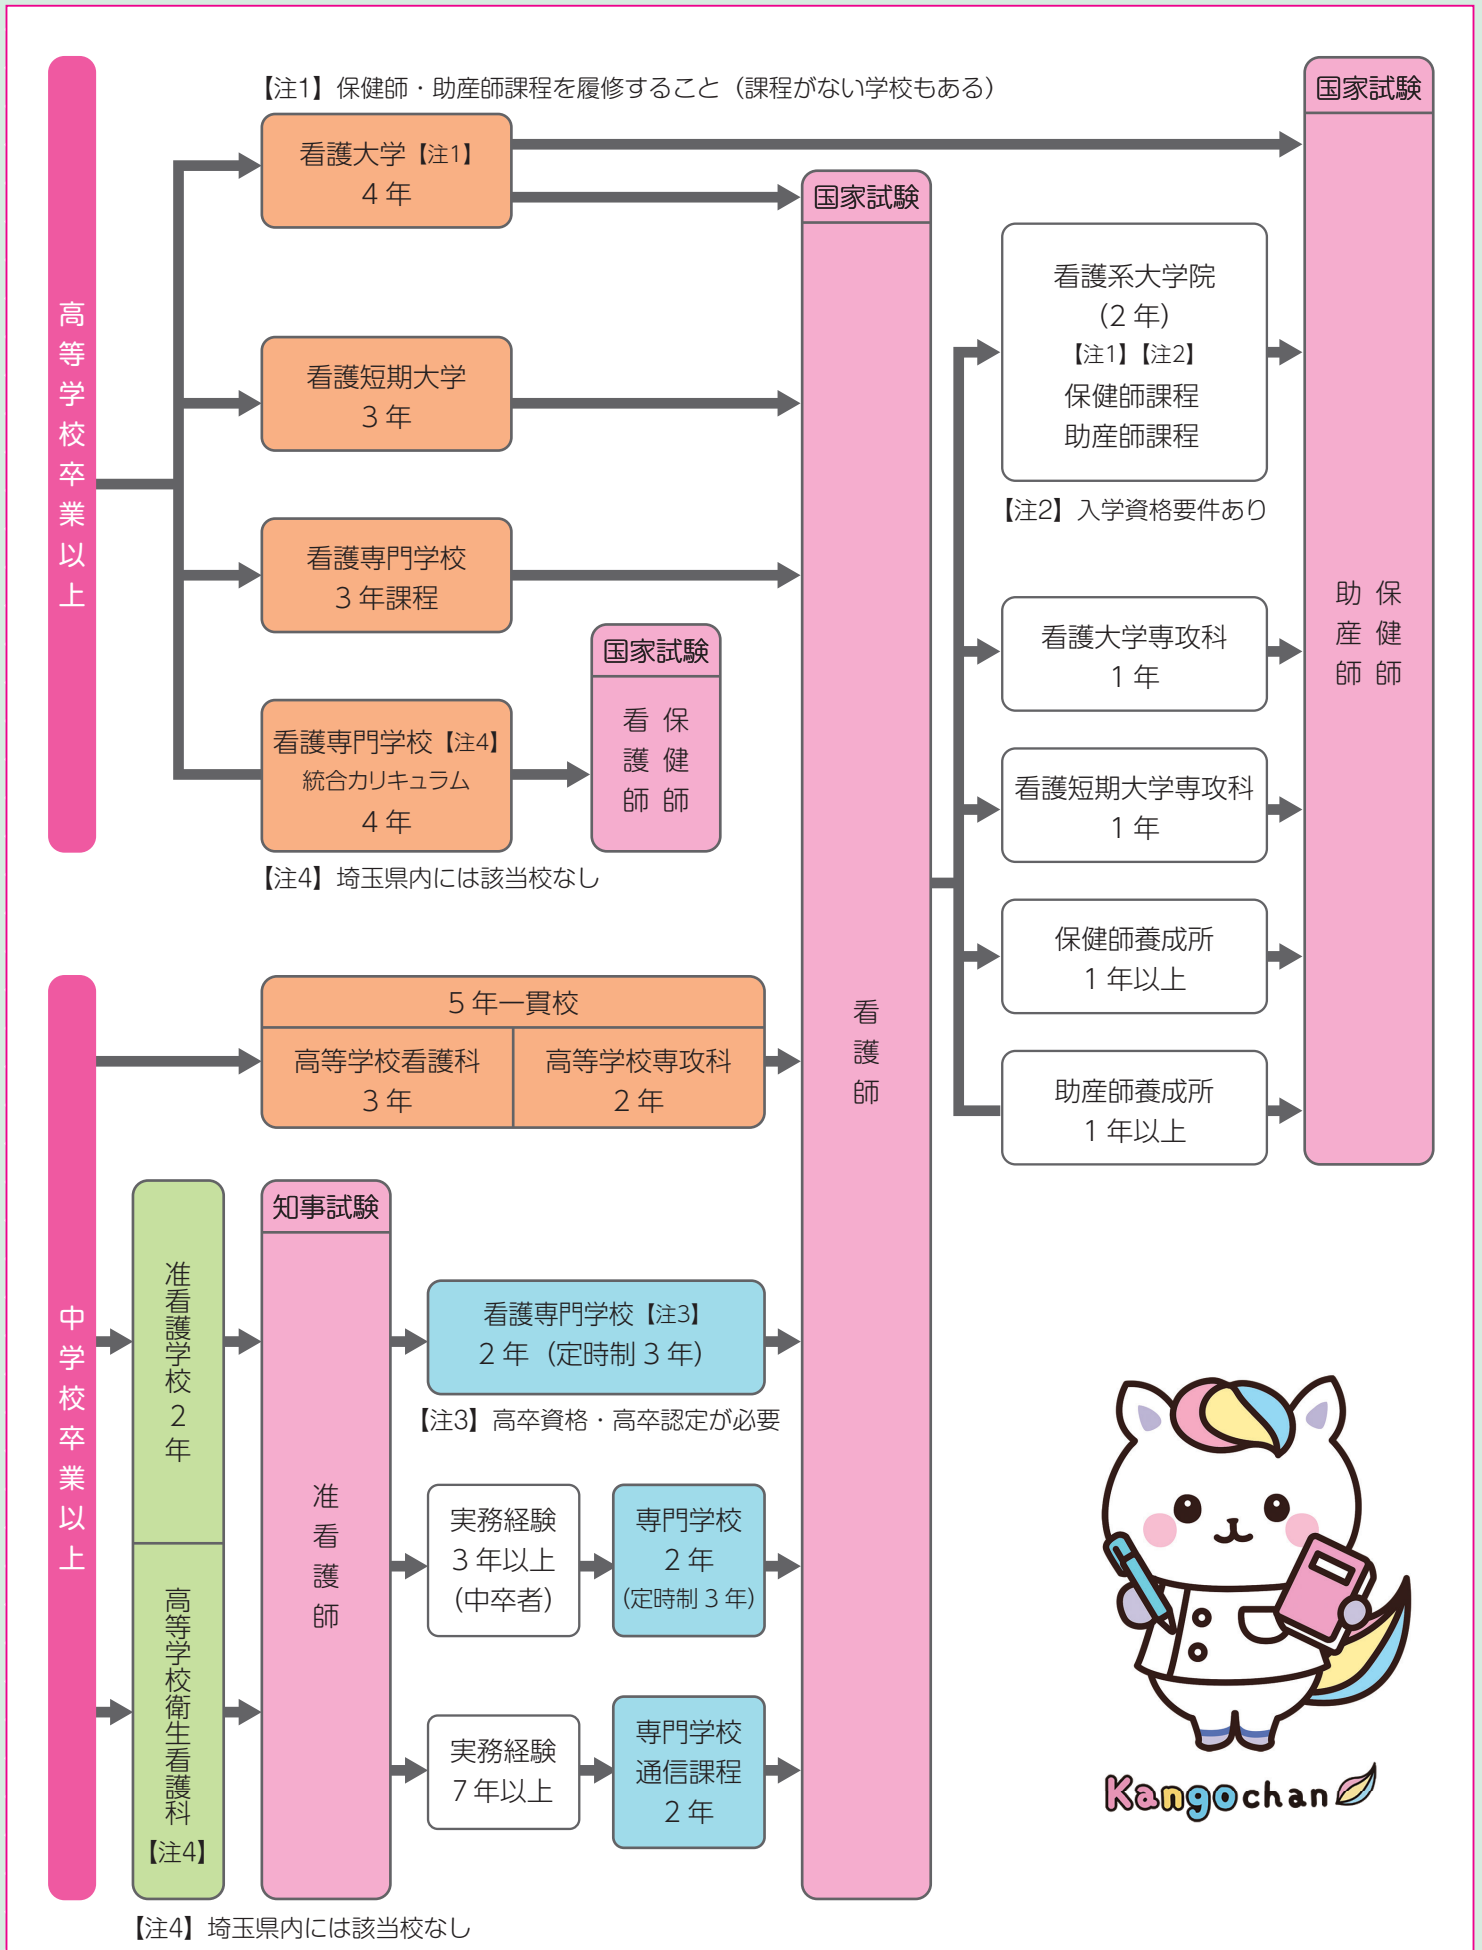 高等学校卒業以上
【注1】保健師・助産師課程を履修すること（課程がない学校もある）
看護大学【注1】
4 年
看護短期大学
3 年
看護専門学校
3 年課程
看護専門学校【注4】
統合カリキュラム
4 年
【注4】埼玉県内には該当校なし
国家試験
保健師
看護師
国家試験
看護師
看護系大学院
（2 年）
【注1】【注2】
保健師課程
助産師課程
【注2】入学資格要件あり
看護大学専攻科
1 年
看護短期大学専攻科
1 年
保健師養成所
1 年以上
助産師養成所
1 年以上
国家試験
保健師
助産師
中学校卒業以上
5 年一貫校
高等学校看護科
3 年
高等学校専攻科
2 年
准看護学校 2 年
高等学校衛生看護科
【注4】
【注4】埼玉県内には該当校なし
知事試験
准看護師
看護専門学校【注3】
2 年（定時制 3 年）
【注3】高卒資格・高卒認定が必要
実務経験
3 年以上
（中卒者）
専門学校
2 年
（定時制 3 年）
実務経験
7 年以上
専門学校
通信課程
2 年
Kangochan